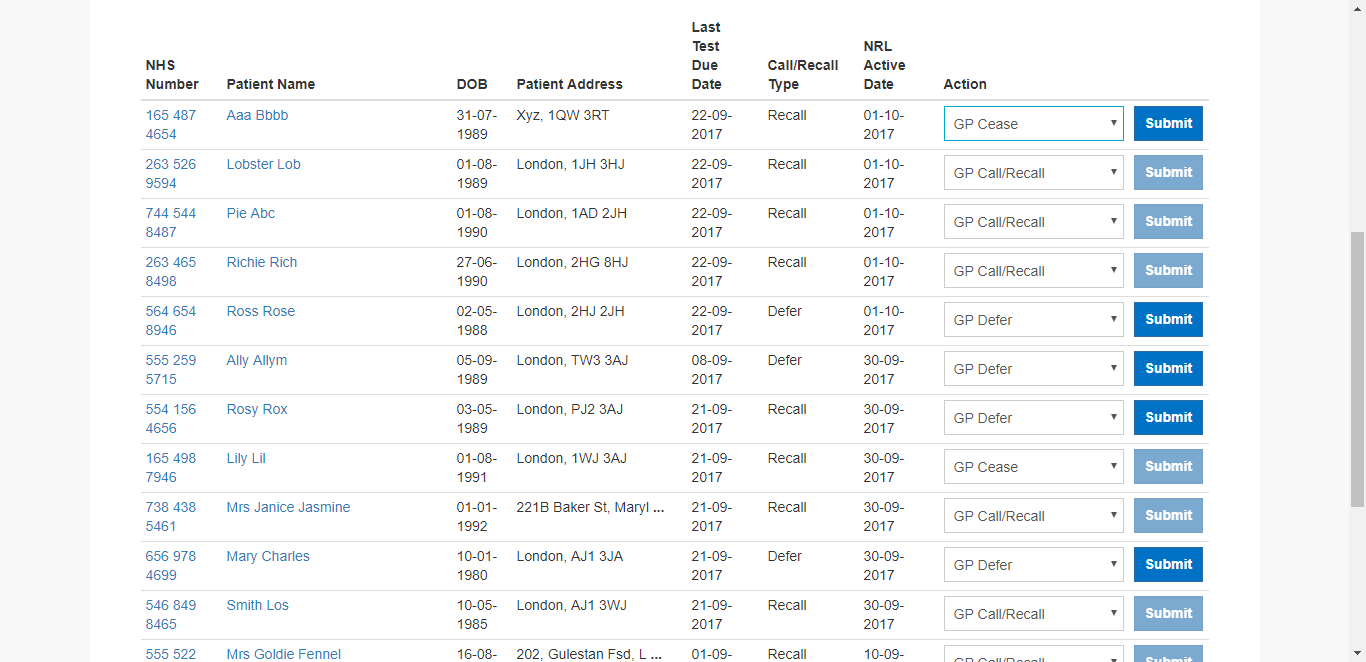 NHS Number Patient Name DOB Patient Address Last Test Due Date Call/Recall Type NRL Active Date Action
165 487 4654 Aaa Bbbb 31-07-1989 Xyz, 1QW 3RT 22-09-2017 Recall 01-10-2017 GP Cease Submit
263 526 9594 Lobster Lob 01-08-1989 London, 1JH 3HJ 22-09-2017 Recall 01-10-2017 GP Call/Recall Submit
744 544 8487 Pie Abc 01-08-1990 London, 1AD 2JH 22-09-2017 Recall 01-10-2017 GP Call/Recall Submit
263 465 8498 Richie Rich 27-06-1990 London, 2HG 8HJ 22-09-2017 Recall 01-10-2017 GP Call/Recall Submit
564 654 8946 Ross Rose 02-05-1988 London, 2HJ 2JH 22-09-2017 Defer 01-10-2017 GP Defer Submit
555 259 5715 Ally Allym 05-09-1989 London, TW3 3AJ 08-09-2017 Defer 30-09-2017 GP Defer Submit
554 156 4656 Rosy Rox 03-05-1989 London, PJ2 3AJ 21-09-2017 Recall 30-09-2017 GP Defer Submit
165 498 7946 Lily Lil 01-08-1991 London, 1WJ 3AJ 21-09-2017 Recall 30-09-2017 GP Cease Submit
738 438 5461 Mrs Janice Jasmine 01-01-1992 221B Baker St, Maryl ... 21-09-2017 Recall 30-09-2017 GP Call/Recall Submit
656 978 4699 Mary Charles 10-01-1980 London, AJ1 3JA 21-09-2017 Defer 30-09-2017 GP Defer Submit
546 849 8465 Smith Los 10-05-1985 London, AJ1 3WJ 21-09-2017 Recall 30-09-2017 GP Call/Recall Submit
555 522 Mrs Goldie Fennel 16-08- 202, Gulestan Fsd, L ... 01-09- Recall 10-09- GP Call/Recall Submit